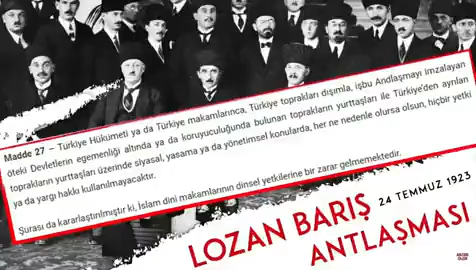 Madde 27 – Türkiye Hükümeti ya da Türkiye makamlarınca, Türkiye toprakları dışımla, işbu Andlaşmayı imzalayan
öteki Devletlerin egemenliği altında ya da koruyuculuğunda bulunan toprakların yurttaşları ile Türkiye'den ayrılan
toprakların yurttaşları üzerinde siyasal, yasama ya da yönetimsel konularda, her ne nedenle olursa olsun, hiçbir yetki
ya da yargı hakkı kullanılmayacaktır.
Şurası da kararlaştırılmıştır ki, İslam dini makamlarının dinsel yetkilerine bir zarar gelmemektedir.
LOZAN BARIŞ
24 TEMMUZ 1923
ANTLAŞMASI